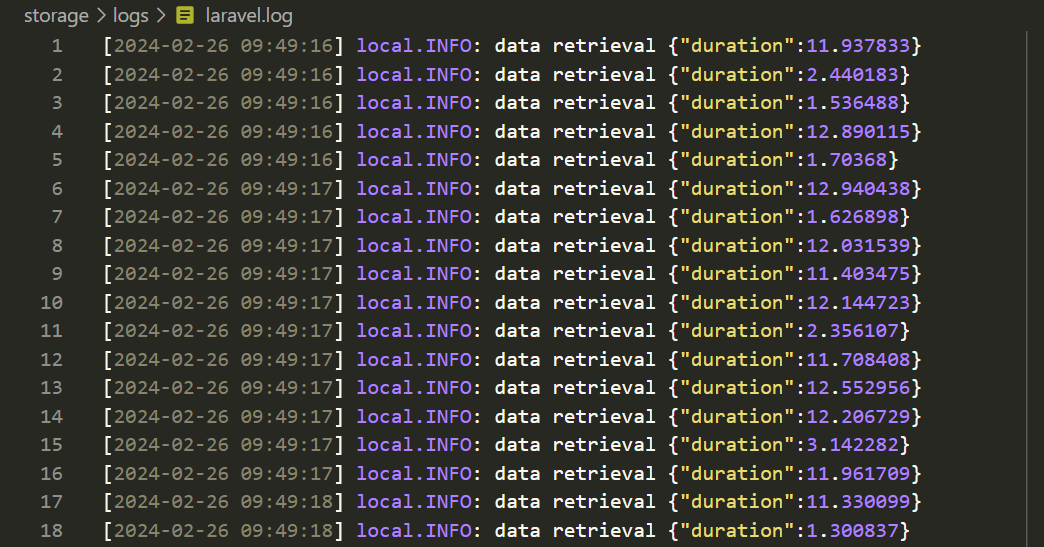 storage > logs > laravel.log
1 [2024-02-26 09:49:16] local.INFO: data retrieval {"duration":11.937833}
2 [2024-02-26 09:49:16] local.INFO: data retrieval {"duration":2.440183}
3 [2024-02-26 09:49:16] local.INFO: data retrieval {"duration":1.536488}
4 [2024-02-26 09:49:16] local.INFO: data retrieval {"duration":12.890115}
5 [2024-02-26 09:49:16] local.INFO: data retrieval {"duration":1.70368}
6 [2024-02-26 09:49:17] local.INFO: data retrieval {"duration":12.940438}
7 [2024-02-26 09:49:17] local.INFO: data retrieval {"duration":1.626898}
8 [2024-02-26 09:49:17] local.INFO: data retrieval {"duration":12.031539}
9 [2024-02-26 09:49:17] local.INFO: data retrieval {"duration":11.403475}
10 [2024-02-26 09:49:17] local.INFO: data retrieval {"duration":12.144723}
11 [2024-02-26 09:49:17] local.INFO: data retrieval {"duration":2.356107}
12 [2024-02-26 09:49:17] local.INFO: data retrieval {"duration":11.708408}
13 [2024-02-26 09:49:17] local.INFO: data retrieval {"duration":12.552956}
14 [2024-02-26 09:49:17] local.INFO: data retrieval {"duration":12.206729}
15 [2024-02-26 09:49:17] local.INFO: data retrieval {"duration":3.142282}
16 [2024-02-26 09:49:17] local.INFO: data retrieval {"duration":11.961709}
17 [2024-02-26 09:49:18] local.INFO: data retrieval {"duration":11.330099}
18 [2024-02-26 09:49:18] local.INFO: data retrieval {"duration":1.300837}